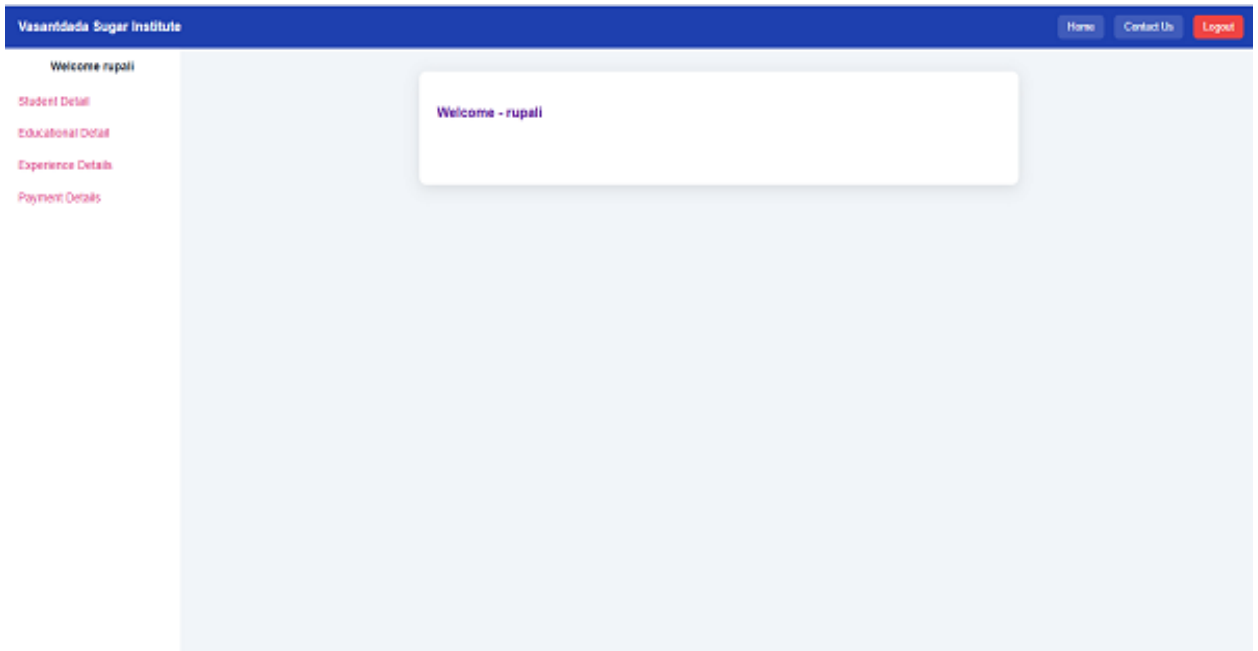 Vasantdada Sugar Institute
Home Contact Us Logout
Welcome rupali
Student Detail
Educational Detail
Experience Details
Payment Details
Welcome - rupali